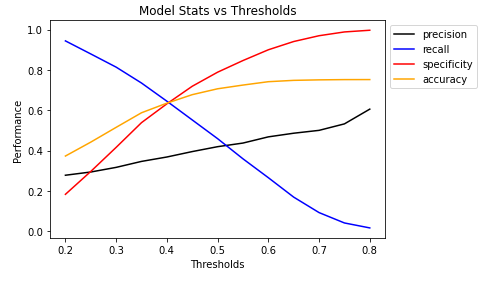 Model Stats vs Thresholds
1.0
0.8
0.6
0.4
0.2
0.0
Performance
0.2 0.3 0.4 0.5 0.6 0.7 0.8
Thresholds
precision
recall
specificity
accuracy